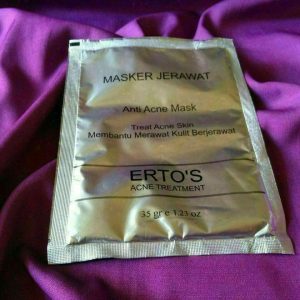 MASKER JERAWAT
Anti Acne Mask
Treat Acne Skin
Membantu Merawat Kulit Berjerawat
ERTO'S
ACNE TREATMENT
35 gr e 1.23 oz